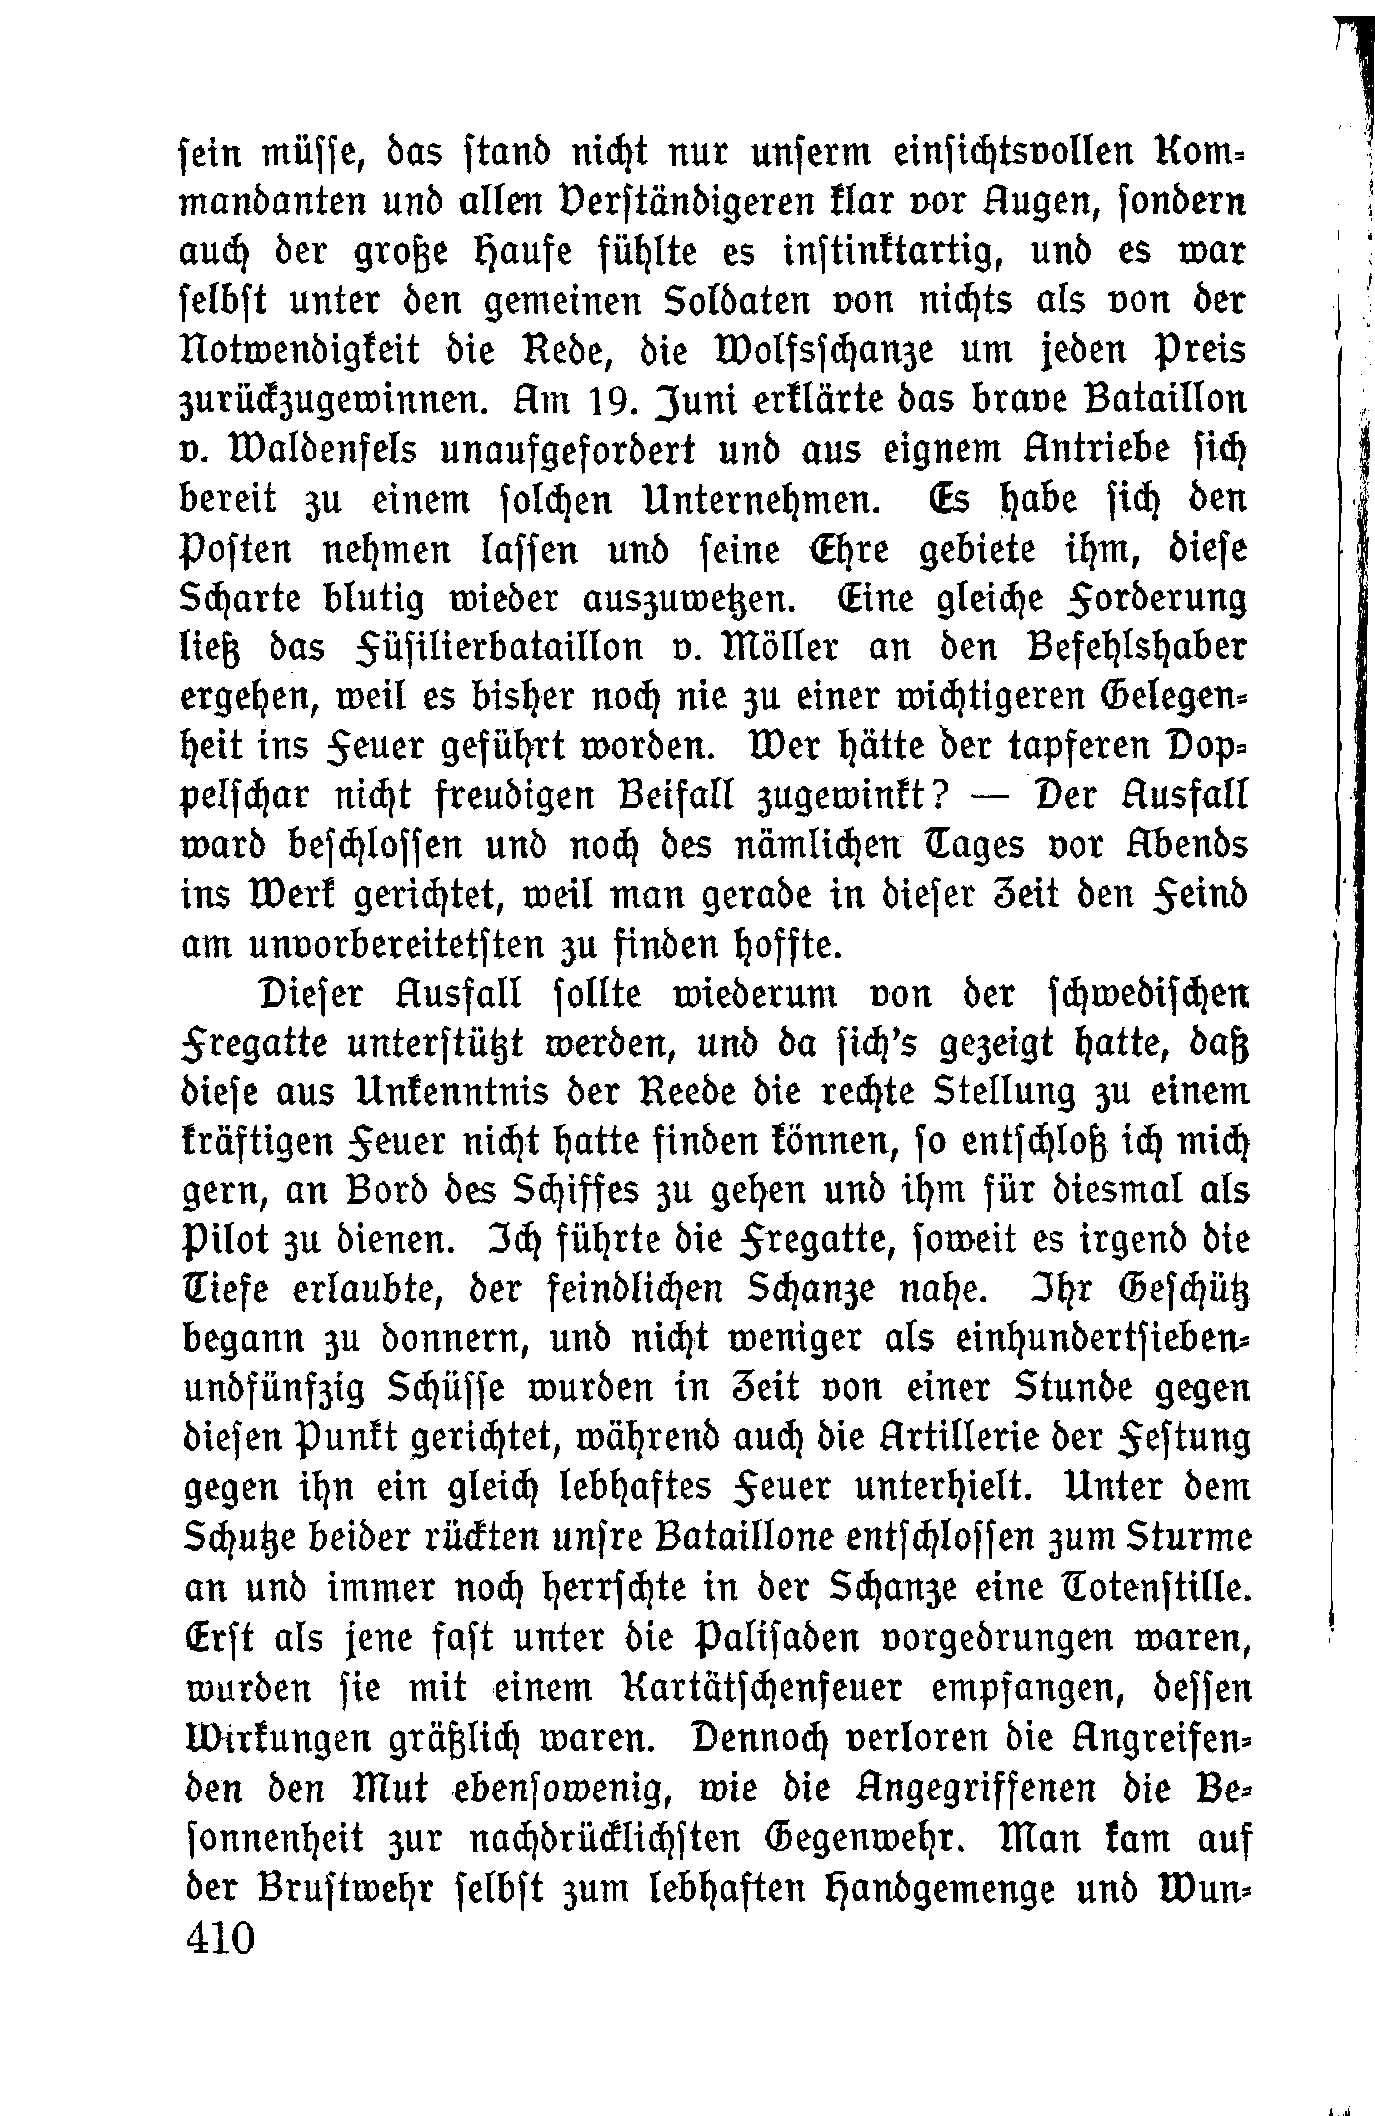 sein müsse, das stand nicht nur unserm einsichtsvollen Kom-
mandanten und allen Verständigeren klar vor Augen, sondern
auch der große Haufe fühlte es instinktartig, und es war
selbst unter den gemeinen Soldaten von nichts als von der
Notwendigkeit die Rede, die Wolfsschanze um jeden Preis
zurückzugewinnen. Am 19. Juni erklärte das brave Bataillon
v. Waldenfels unaufgefordert und aus eignem Antriebe sich
bereit zu einem solchen Unternehmen. Es habe sich den
Posten nehmen lassen und seine Ehre gebiete ihm, diese
Scharte blutig wieder auszuwetzen. Eine gleiche Forderung
ließ das Füsilierbataillon v. Möller an den Befehlshaber
ergehen, weil es bisher noch nie zu einer wichtigeren Gelegen-
heit ins Feuer geführt worden. Wer hätte der tapferen Dop-
pelschar nicht freudigen Beifall zugewinkt? — Der Ausfall
ward beschlossen und noch des nämlichen Tages vor Abends
ins Werk gerichtet, weil man gerade in dieser Zeit den Feind
am unvorbereitetsten zu finden hoffte.
Dieser Ausfall sollte wiederum von der schwedischen
Fregatte unterstützt werden, und da sich's gezeigt hatte, daß
diese aus Unkenntnis der Reede die rechte Stellung zu einem
kräftigen Feuer nicht hatte finden können, so entschloß ich mich
gern, an Bord des Schiffes zu gehen und ihm für diesmal als
Pilot zu dienen. Ich führte die Fregatte, soweit es irgend die
Tiefe erlaubte, der feindlichen Schanze nahe. Ihr Geschütz
begann zu donnern, und nicht weniger als einhundertsieben-
undfünfzig Schüsse wurden in Zeit von einer Stunde gegen
diesen Punkt gerichtet, während auch die Artillerie der Festung
gegen ihn ein gleich lebhaftes Feuer unterhielt. Unter dem
Schutze beider rückten unsre Bataillone entschlossen zum Sturme
an und immer noch herrschte in der Schanze eine Totenstille.
Erst als jene fast unter die Palisaden vorgedrungen waren,
wurden sie mit einem Kartätschenfeuer empfangen, dessen
Wirkungen gräßlich waren. Dennoch verloren die Angreifen-
den den Mut ebensowenig, wie die Angegriffenen die Be-
sonnenheit zur nachdrücklichsten Gegenwehr. Man kam auf
der Brustwehr selbst zum lebhaften Handgemenge und Wun-
410